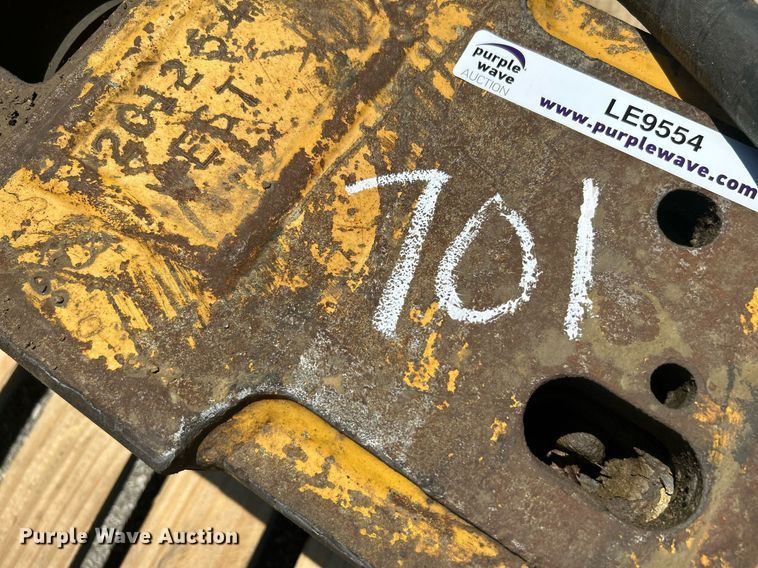 purple
wave
AUCTION
LE9554
www.purplewave.com
701
Purple Wave Auction